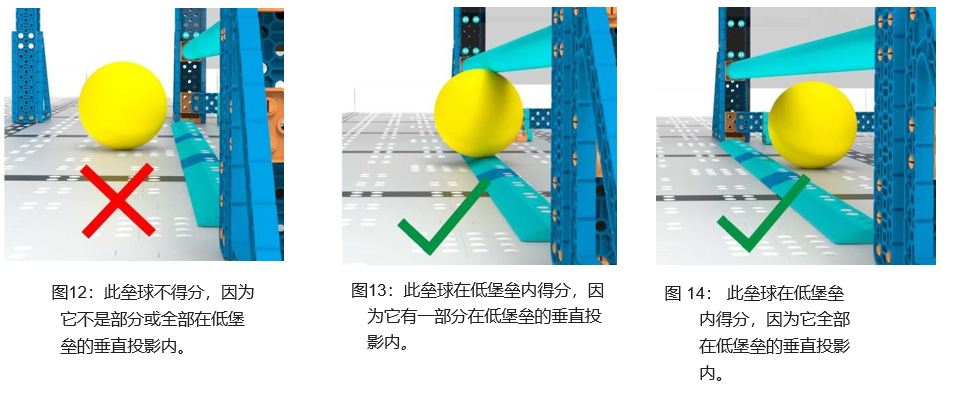 图12：此垒球不得分，因为
它不是部分或全部在低堡
垒的垂直投影内。
图13：此垒球在低堡垒内得分，因
为它有一部分在低堡垒的垂直投
影内。
图 14： 此垒球在低堡垒
内得分，因为它全部
在低堡垒的垂直投影
内。